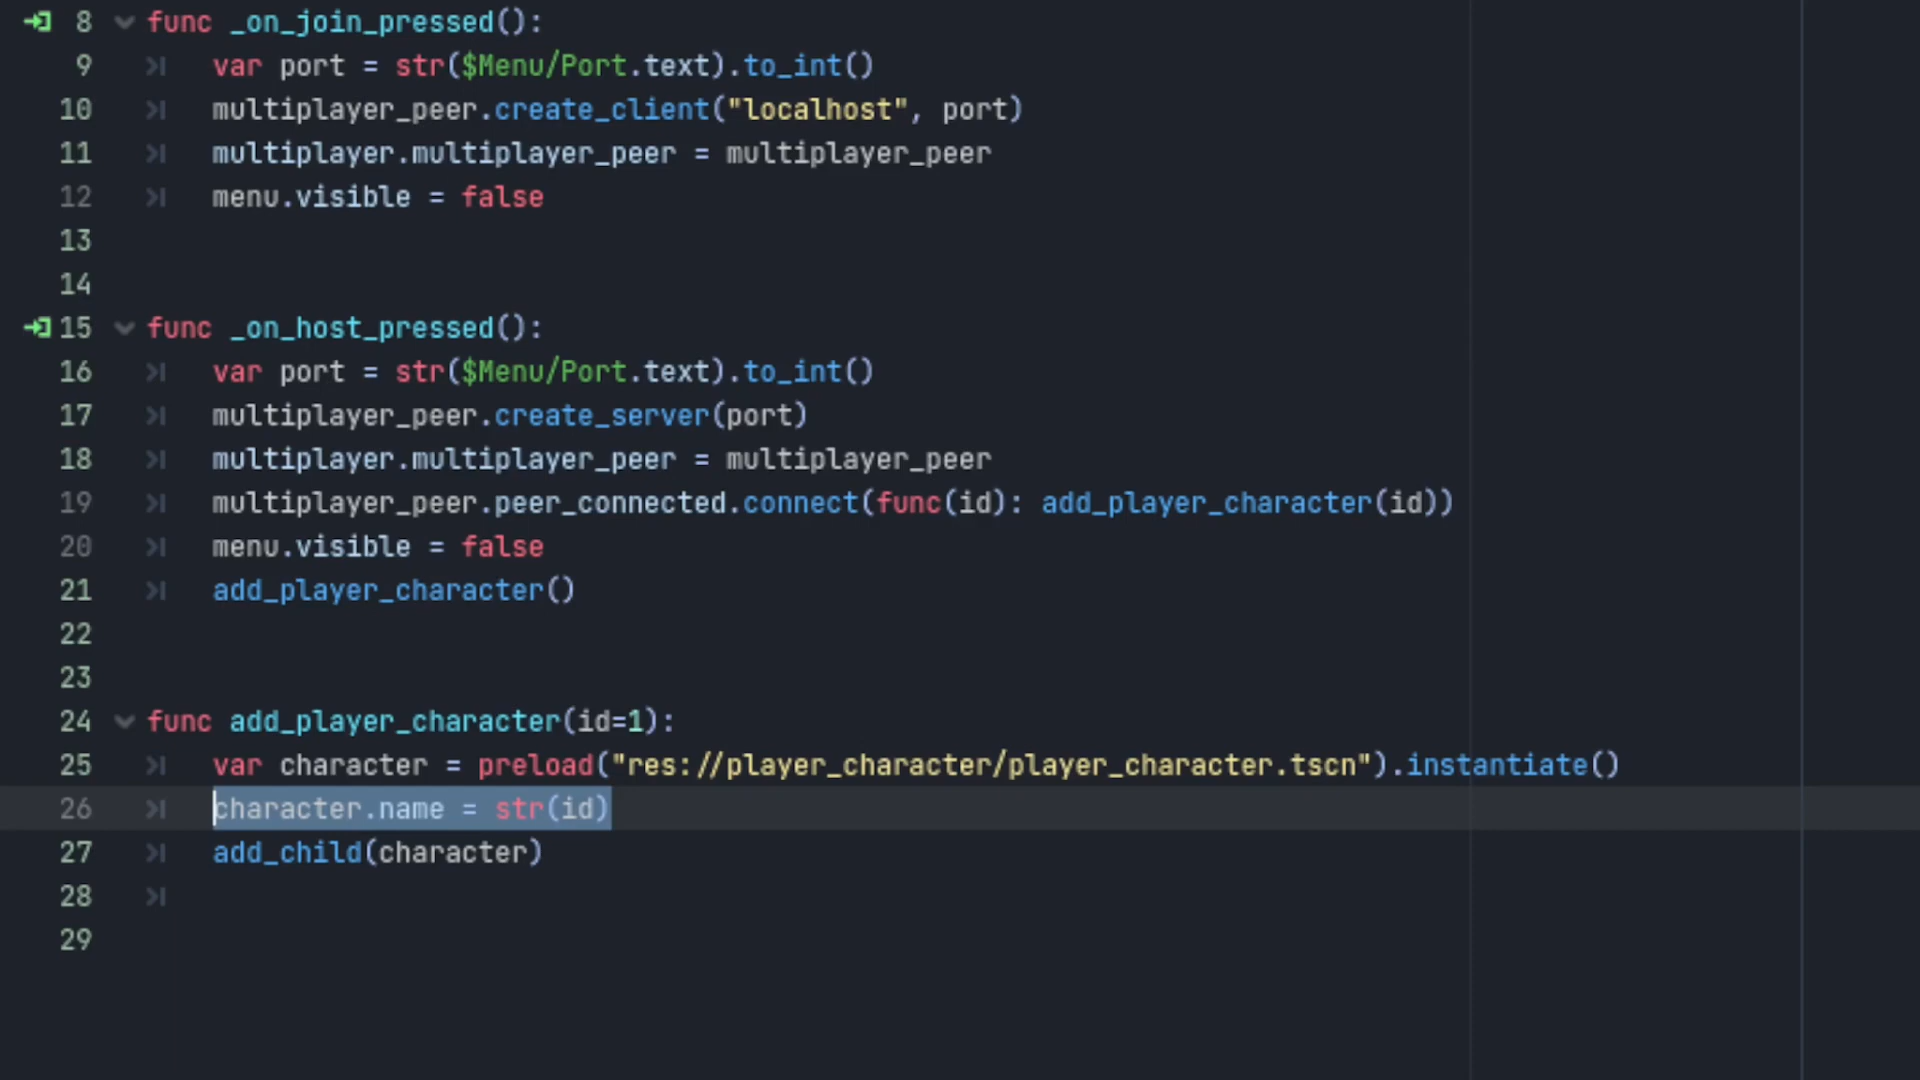 8 func _on_join_pressed():
9 var port = str($Menu/Port.text).to_int()
10 multiplayer_peer.create_client("localhost", port)
11 multiplayer.multiplayer_peer = multiplayer_peer
12 menu.visible = false
13
14
15 func _on_host_pressed():
16 var port = str($Menu/Port.text).to_int()
17 multiplayer_peer.create_server(port)
18 multiplayer.multiplayer_peer = multiplayer_peer
19 multiplayer_peer.peer_connected.connect(func(id): add_player_character(id))
20 menu.visible = false
21 add_player_character()
22
23
24 func add_player_character(id=1):
25 var character = preload("res://player_character/player_character.tscn").instantiate()
26 character.name = str(id)
27 add_child(character)
28
29